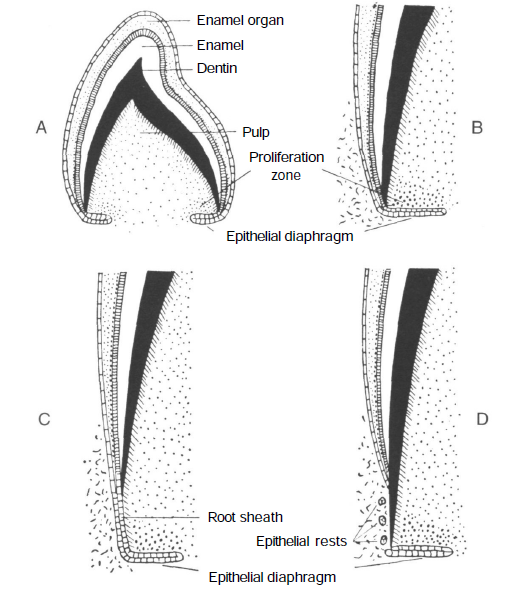 Enamel organ
Enamel
Dentin
A
B
Pulp
Proliferation
zone
Epithelial diaphragm
C
D
Root sheath
Epithelial rests
Epithelial diaphragm